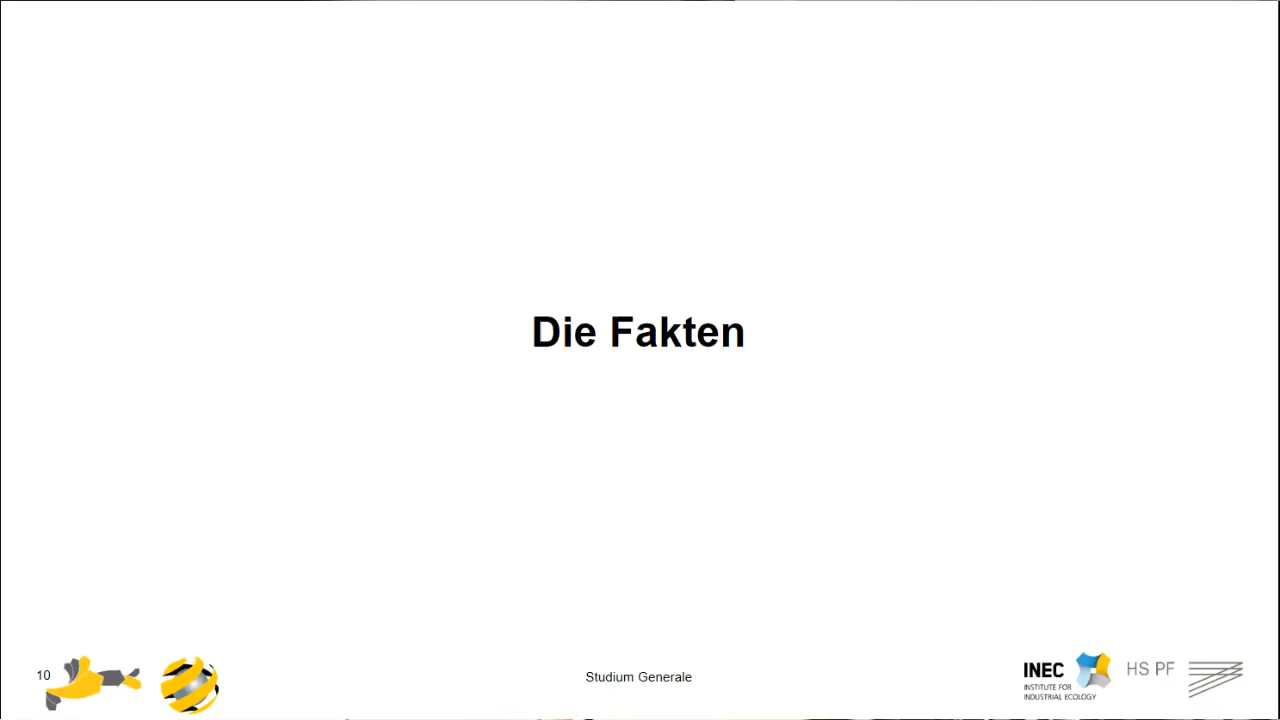 Die Fakten
10
Studium Generale
INEC
INSTITUTE FOR
INDUSTRIAL ECOLOGY
HS PF